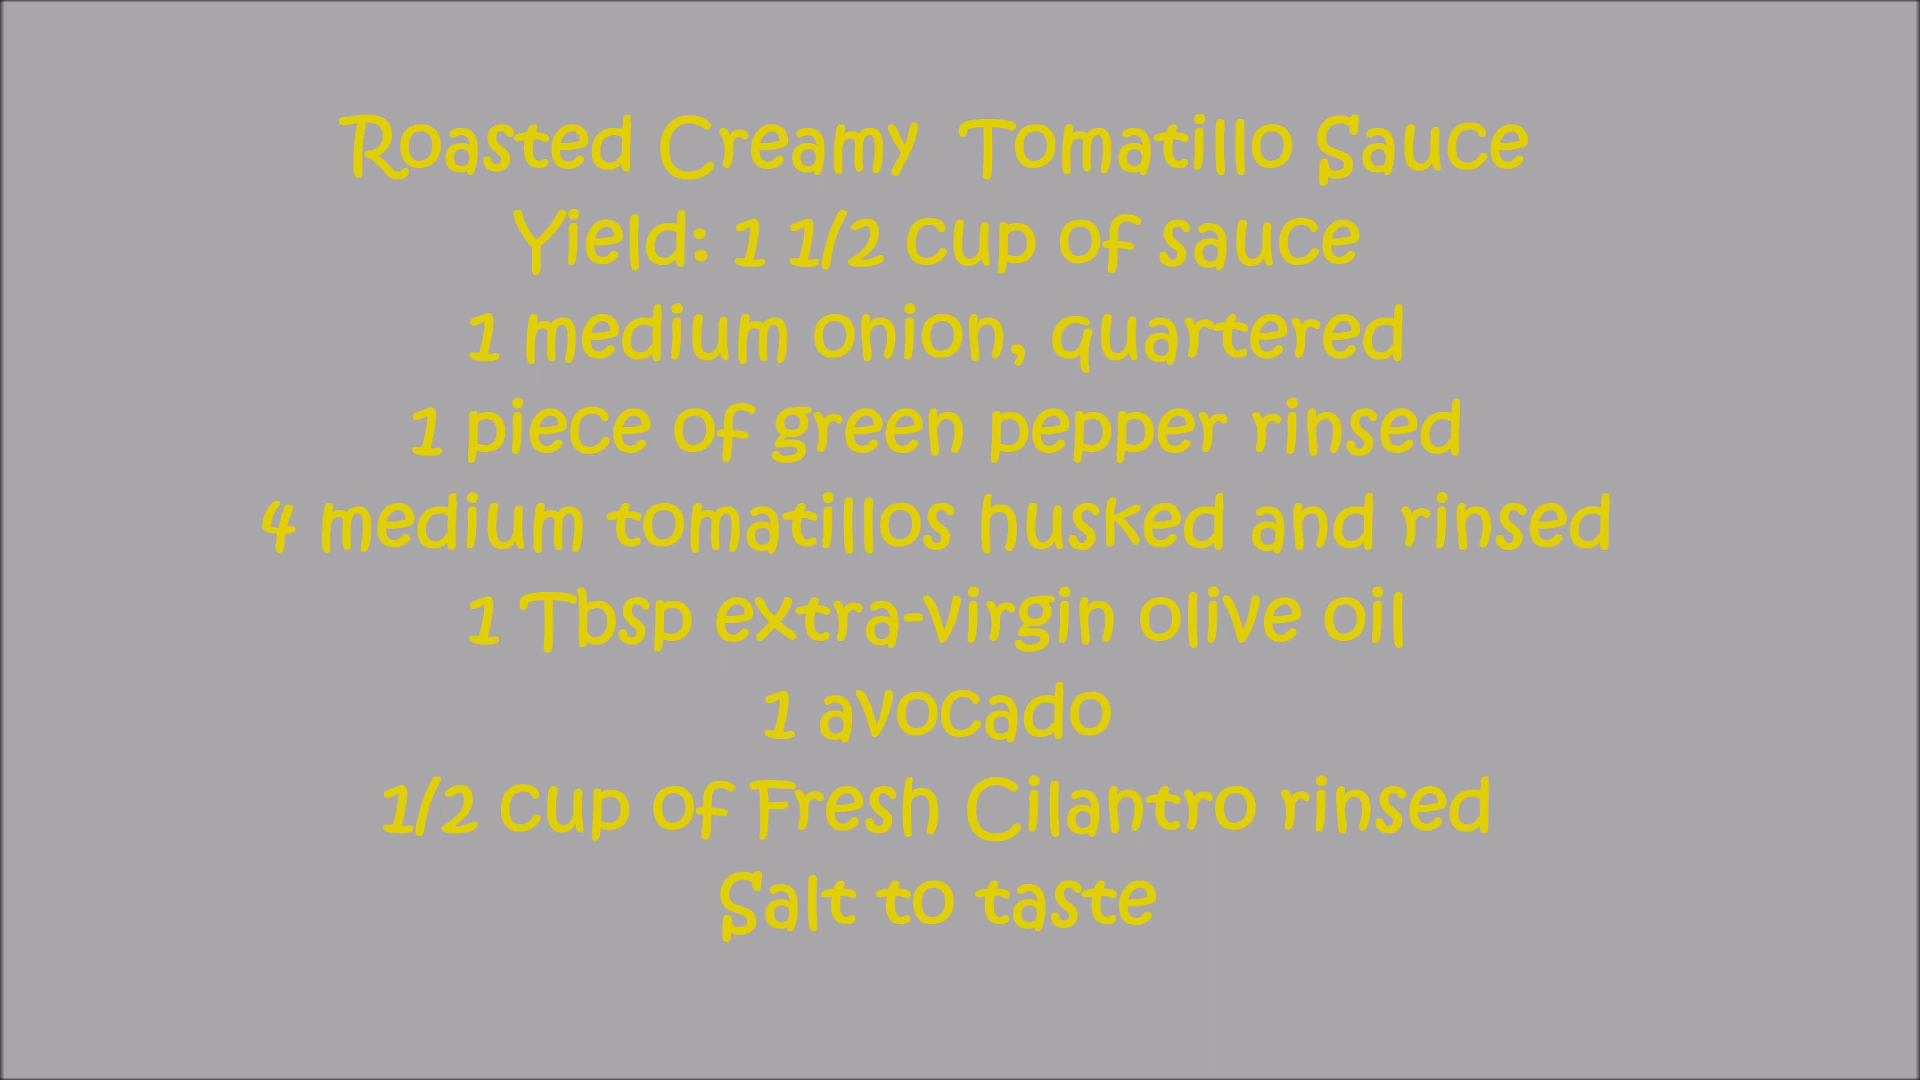 Roasted Creamy  Tomatillo Sauce
Yield: 1 1/2 cup of sauce
1 medium onion, quartered
1 piece of green pepper rinsed
4 medium tomatillos husked and rinsed
1 Tbsp extra-virgin olive oil
1 avocado
1/2 cup of Fresh Cilantro rinsed
Salt to taste